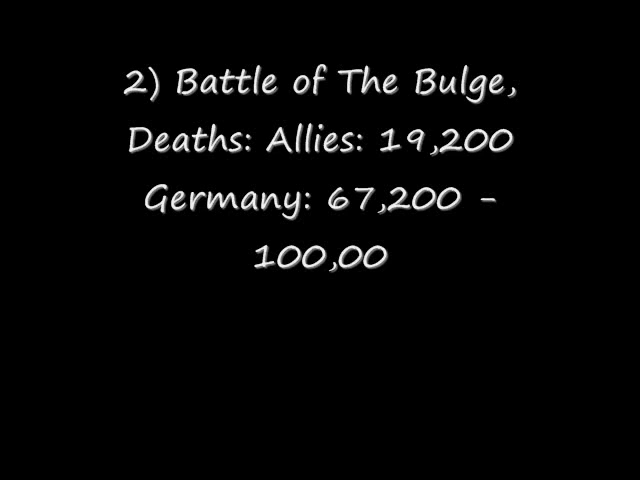 2) Battle of The Bulge,
Deaths: Allies: 19,200
Germany: 67,200 -
100,00